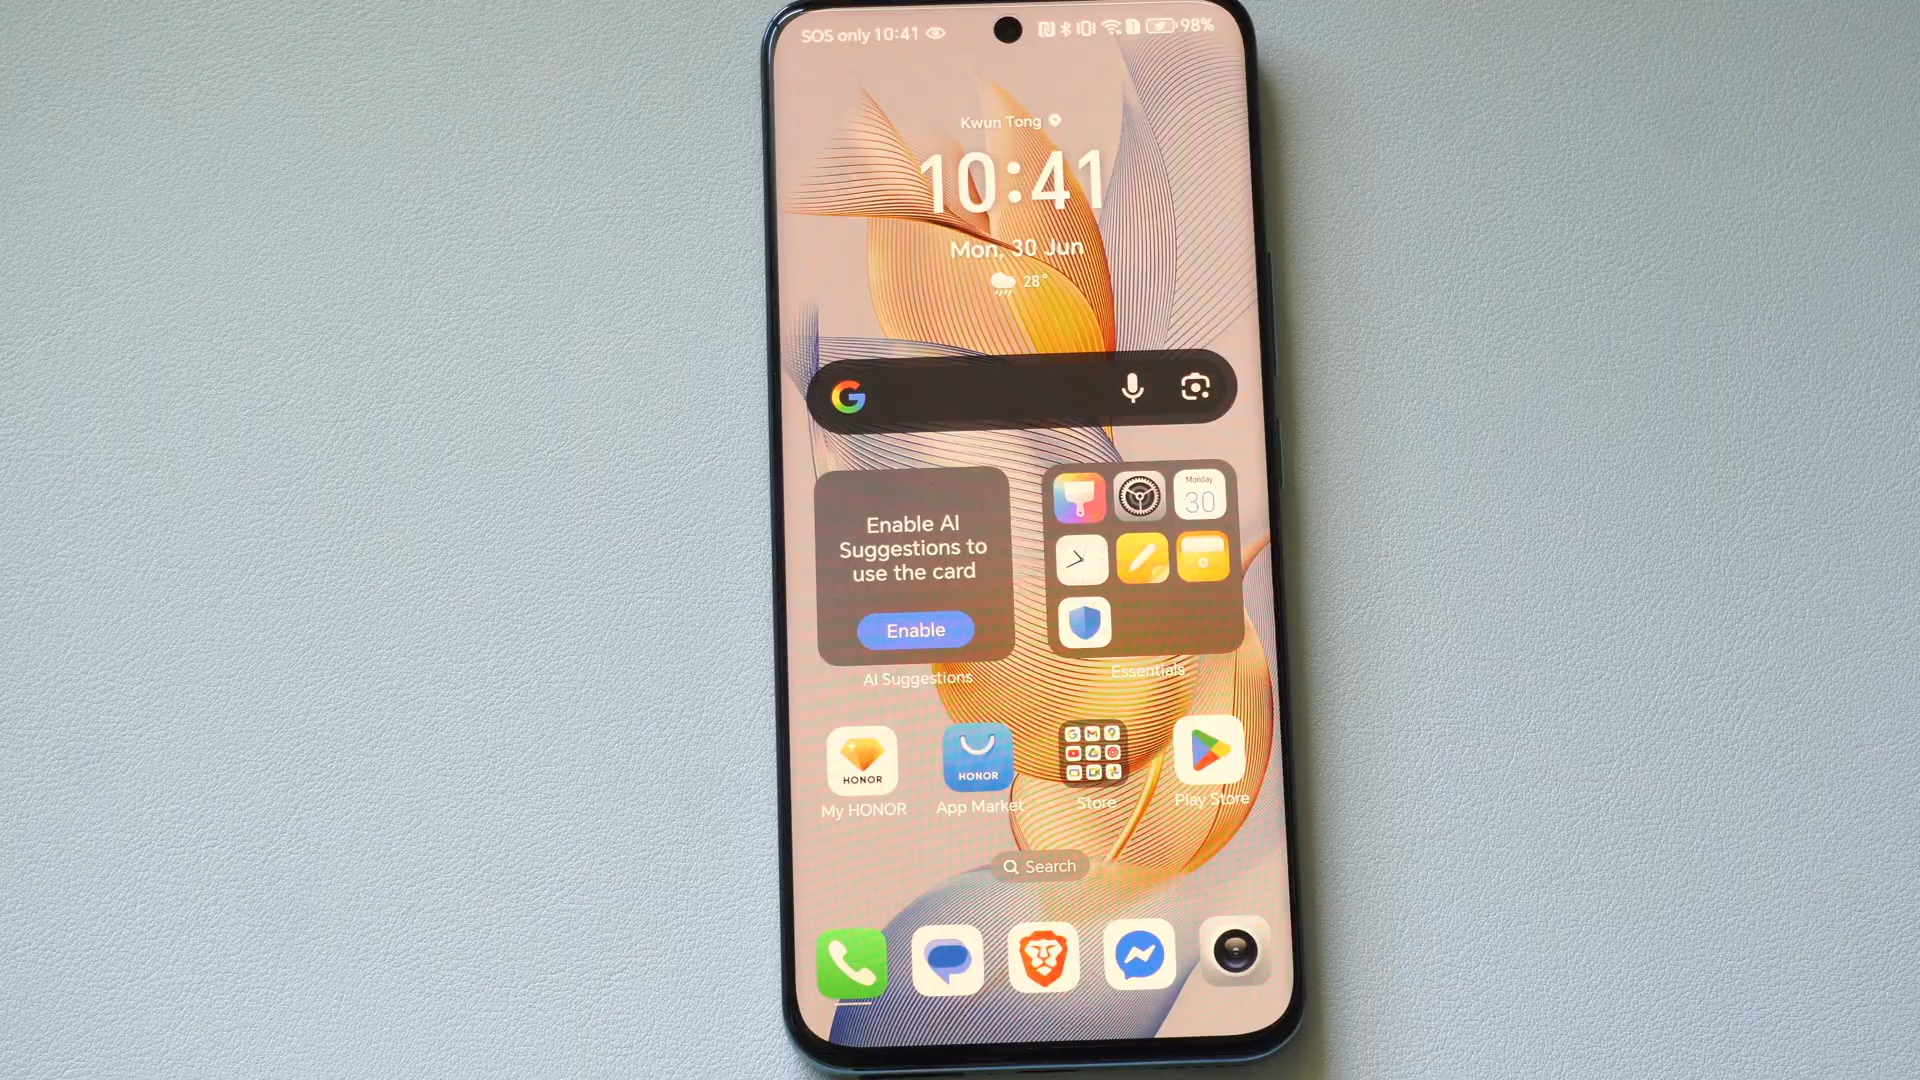 SOS only 10:41
98%
Kwun Tong
10:41
Mon, 30 Jun
28°
Enable AI
Suggestions to
use the card
Enable
AI Suggestions
Monday
30
Essentials
HONOR
My HONOR
HONOR
App Market
Store
Play Store
Search